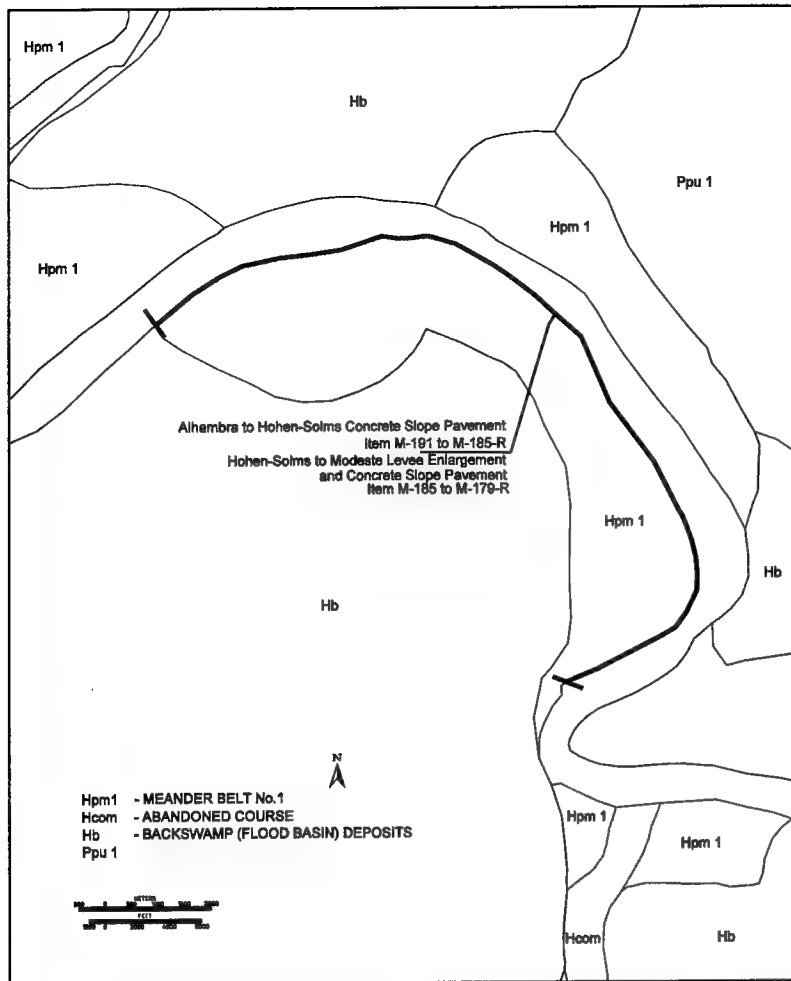 Hpm 1
Hb
Ppu 1
Hpm 1
Hpm 1
Alhambra to Hohen-Solms Concrete Slope Pavement
Item M-191 to M-185-R
Hohen-Solms to Modeste Levee Enlargement
and Concrete Slope Pavement
Item M-185 to M-179-R
Hpm 1
Hb
Hb
N
Hpm1 - MEANDER BELT No.1
Hcom - ABANDONED COURSE
Hb - BACKSWAMP (FLOOD BASIN) DEPOSITS
Ppu 1
METERS
FEET
Hpm 1
Hpm 1
Hcom
Hb